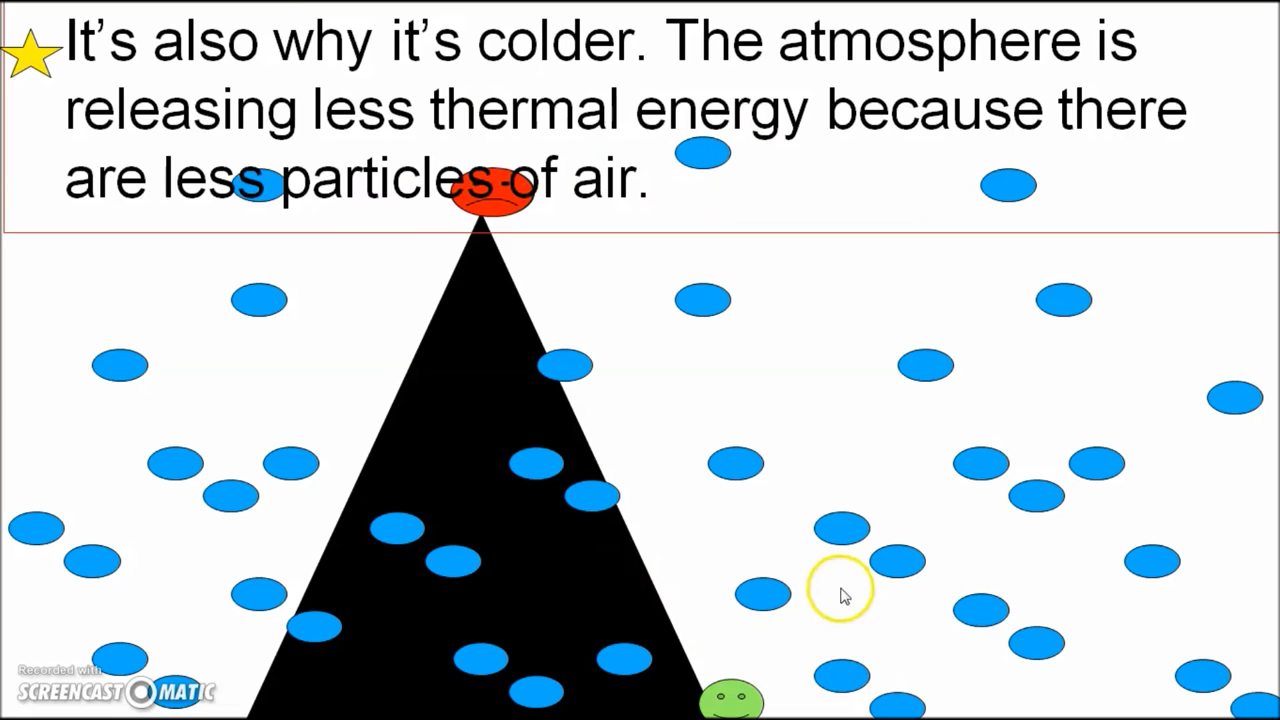 It’s also why it’s colder. The atmosphere is
releasing less thermal energy because there
are less particles of air.
Recorded with
SCREENCAST MATIC